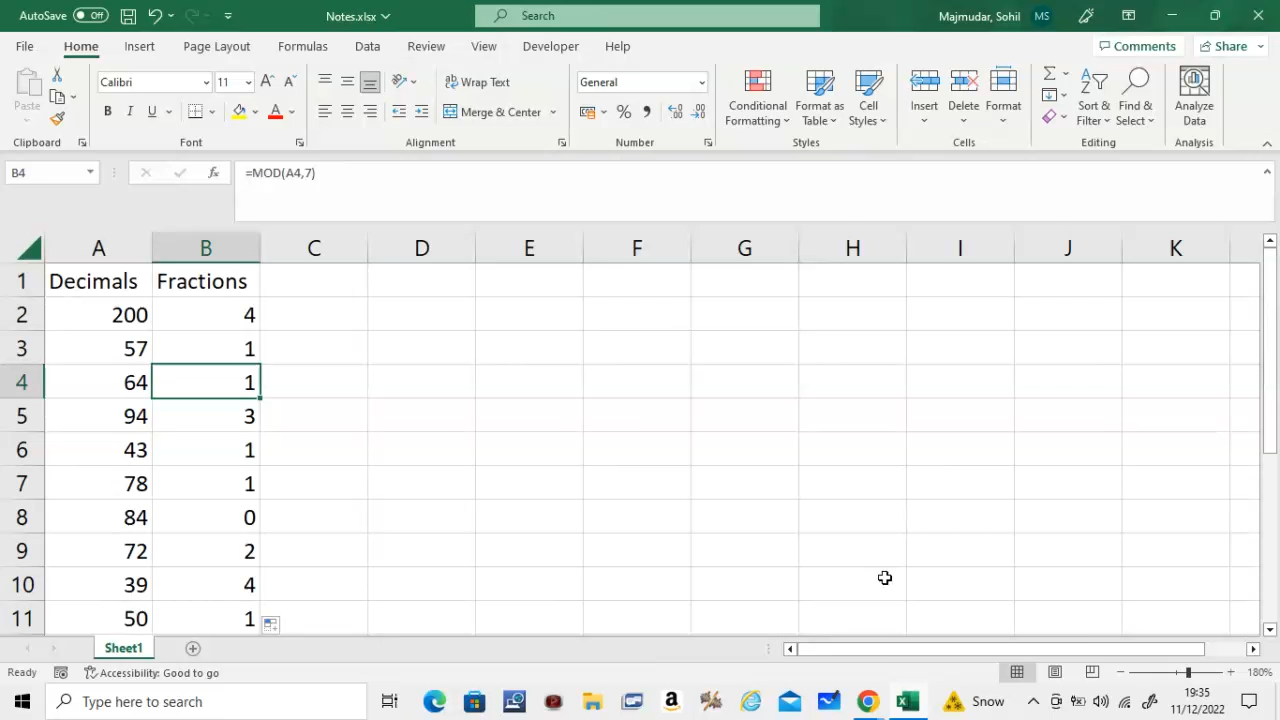 AutoSave Off Notes.xlsx Search Majmudar, Sohil MS
File Home Insert Page Layout Formulas Data Review View Developer Help Comments Share
Paste Calibri 11 Wrap Text General Conditional Formatting Format as Table Cell Styles Insert Delete Format Sort & Filter Find & Select Analyze Data
B I U Merge & Center
Clipboard Font Alignment Number Styles Cells Editing Analysis
B4 fx =MOD(A4,7)
A B C D E F G H I J K
1 Decimals Fractions
2 200 4
3 57 1
4 64 1
5 94 3
6 43 1
7 78 1
8 84 0
9 72 2
10 39 4
11 50 1
Sheet1
Ready Accessibility: Good to go 180%
Type here to search Snow 19:35
11/12/2022